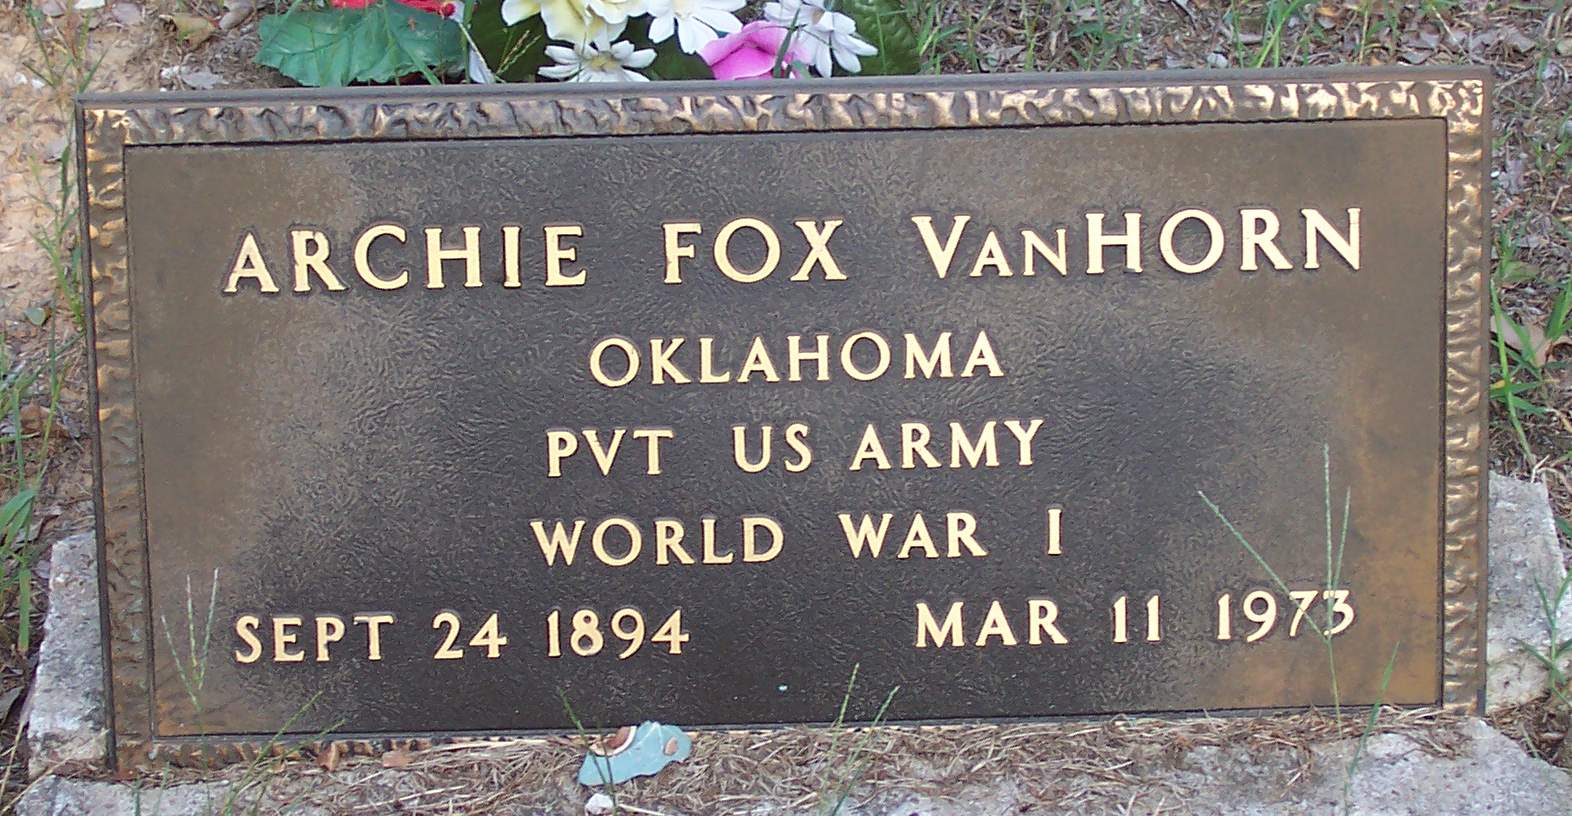 ARCHIE FOX VANHORN
OKLAHOMA
PVT US ARMY
WORLD WAR I
SEPT 24 1894 MAR 11 1973